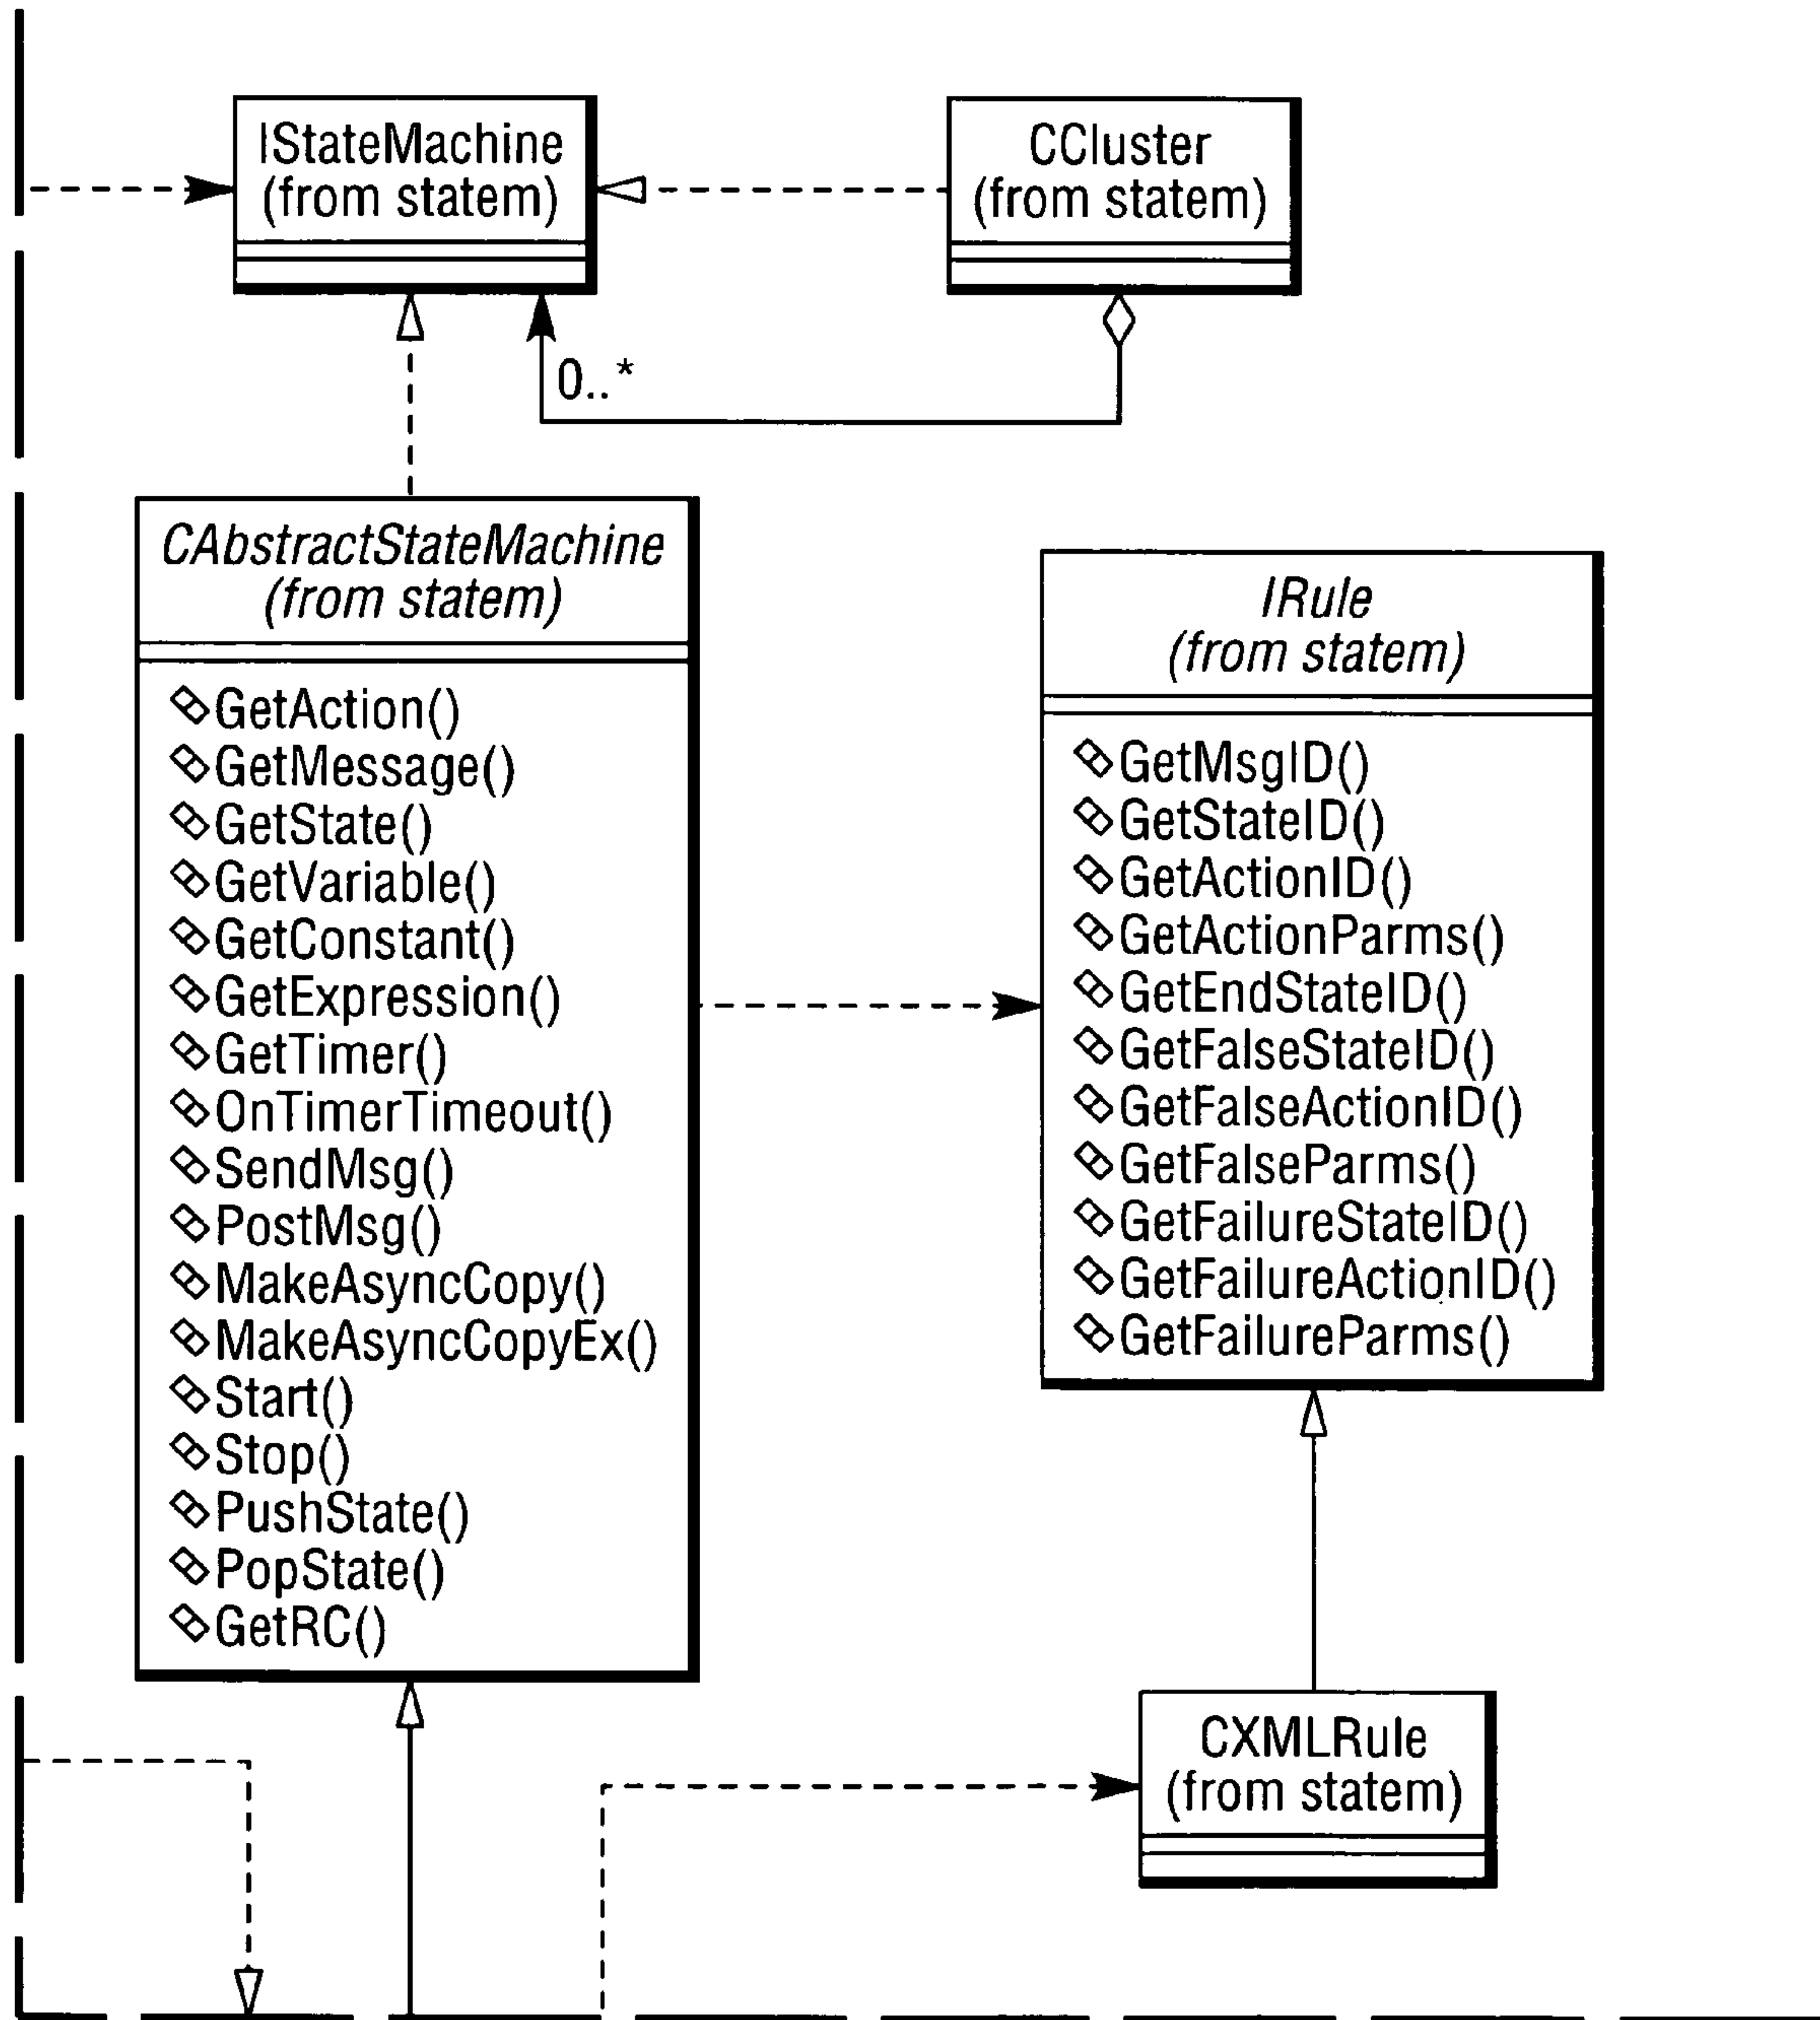 IStateMachine
(from statem)
CCluster
(from statem)
0..*
CAbstractStateMachine
(from statem)
GetAction()
GetMessage()
GetState()
GetVariable()
GetConstant()
GetExpression()
GetTimer()
OnTimerTimeout()
SendMsg()
PostMsg()
MakeAsyncCopy()
MakeAsyncCopyEx()
Start()
Stop()
PushState()
PopState()
GetRC()
IRule
(from statem)
GetMsgID()
GetStateID()
GetActionID()
GetActionParms()
GetEndStateID()
GetFalseStateID()
GetFalseActionID()
GetFalseParms()
GetFailureStateID()
GetFailureActionID()
GetFailureParms()
CXMLRule
(from statem)